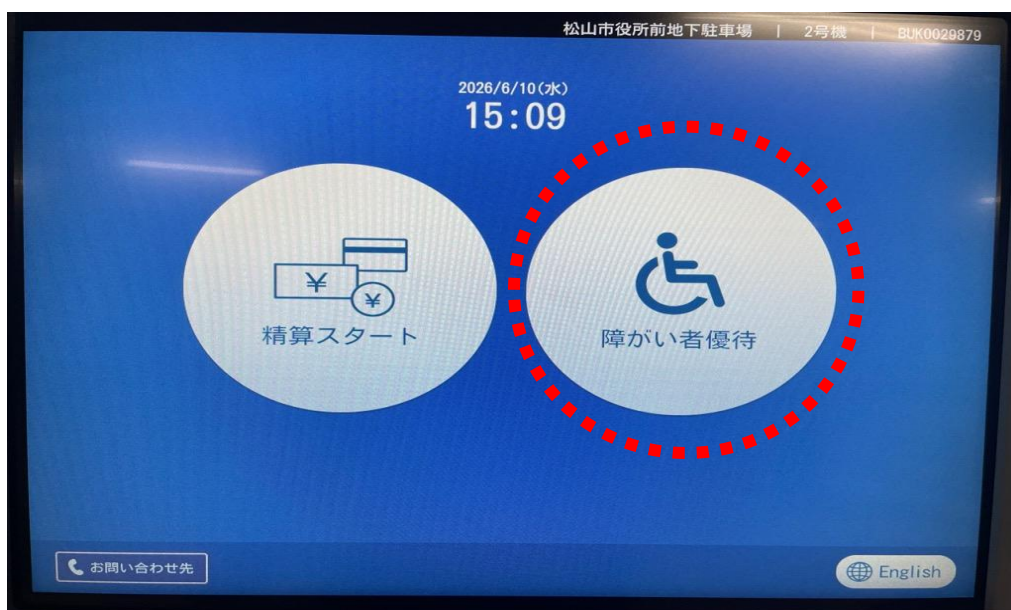 松山市役所前地下駐車場 | 2号機 | BUK0029879
2026/6/10(水)
15:09
¥
¥
精算スタート
障がい者優待
お問い合わせ先
English